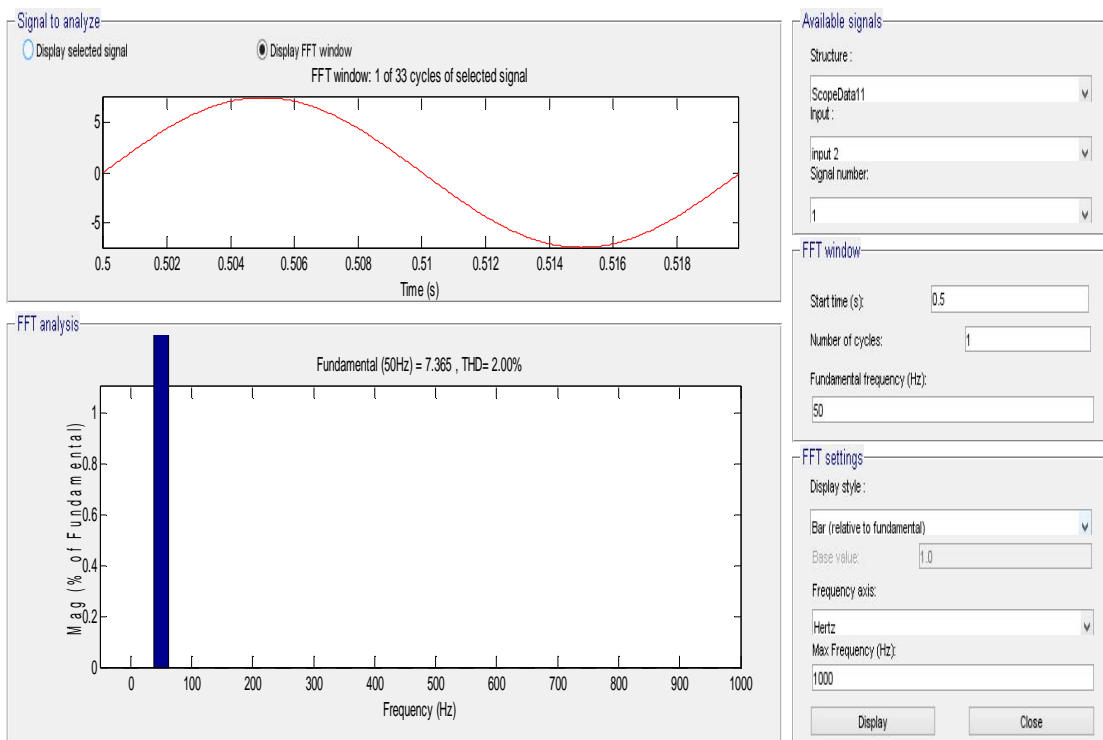 Signal to analyze
Display selected signal
Display FFT window
FFT window: 1 of 33 cycles of selected signal
5
0
-5
0.5 0.502 0.504 0.506 0.508 0.51 0.512 0.514 0.516 0.518
Time (s)
FFT analysis
Fundamental (50Hz) = 7.365 , THD= 2.00%
Mag (% of Fundamental)
1
0.8
0.6
0.4
0.2
0
0 100 200 300 400 500 600 700 800 900 1000
Frequency (Hz)
Available signals
Structure :
ScopeData11
Input :
input 2
Signal number:
1
FFT window
Start time (s): 0.5
Number of cycles: 1
Fundamental frequency (Hz):
50
FFT settings
Display style :
Bar (relative to fundamental)
Base value: 1.0
Frequency axis:
Hertz
Max Frequency (Hz):
1000
Display Close